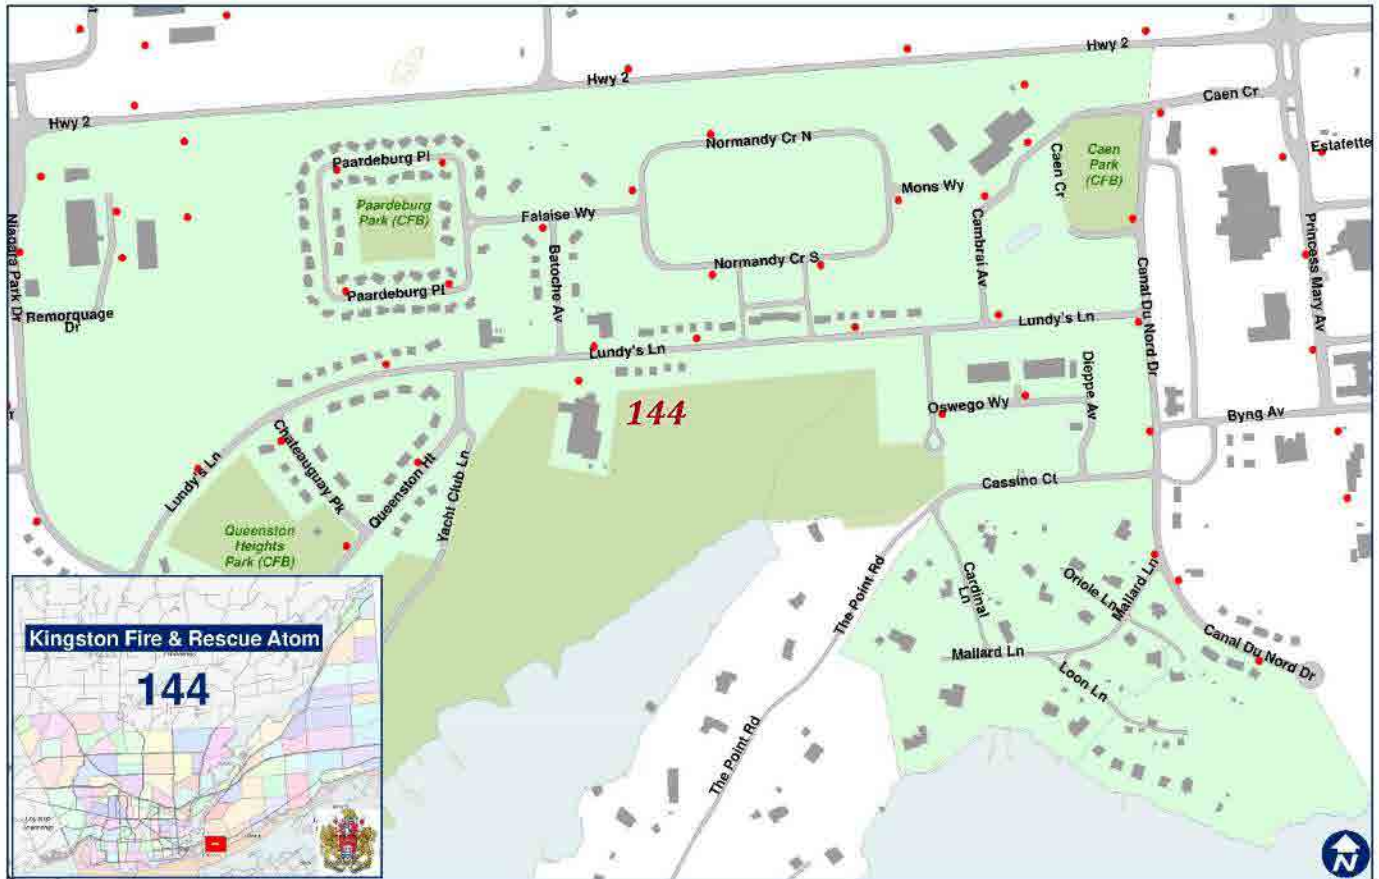 Hwy 2
Hwy 2
Hwy 2
Caen Cr
Estafette
Normandy Cr N
Caen
Park
(CFB)
Caen Cr
Paardeburg Pl
Mons Wy
Paardeburg
Park (CFB)
Falaise Wy
Niagara Park Dr
Batoche Av
Cambrai Av
Princess Mary Av
Normandy Cr S
Canal Du Nord Dr
Paardeburg Pl
Remorquage
Dr
Lundy's Ln
Lundy's Ln
Dieppe Av
144
Oswego Wy
Byng Av
Chateauguay Pk
Lundy's Ln
Queenston Ht
Yacht Club Ln
Cassino Ct
Queenston
Heights
Park (CFB)
The Point Rd
Cardinal
Ln
Oriole Ln
Mallard Ln
Canal Du Nord Dr
Mallard Ln
Loon Ln
The Point Rd
Kingston Fire & Rescue Atom
144
N